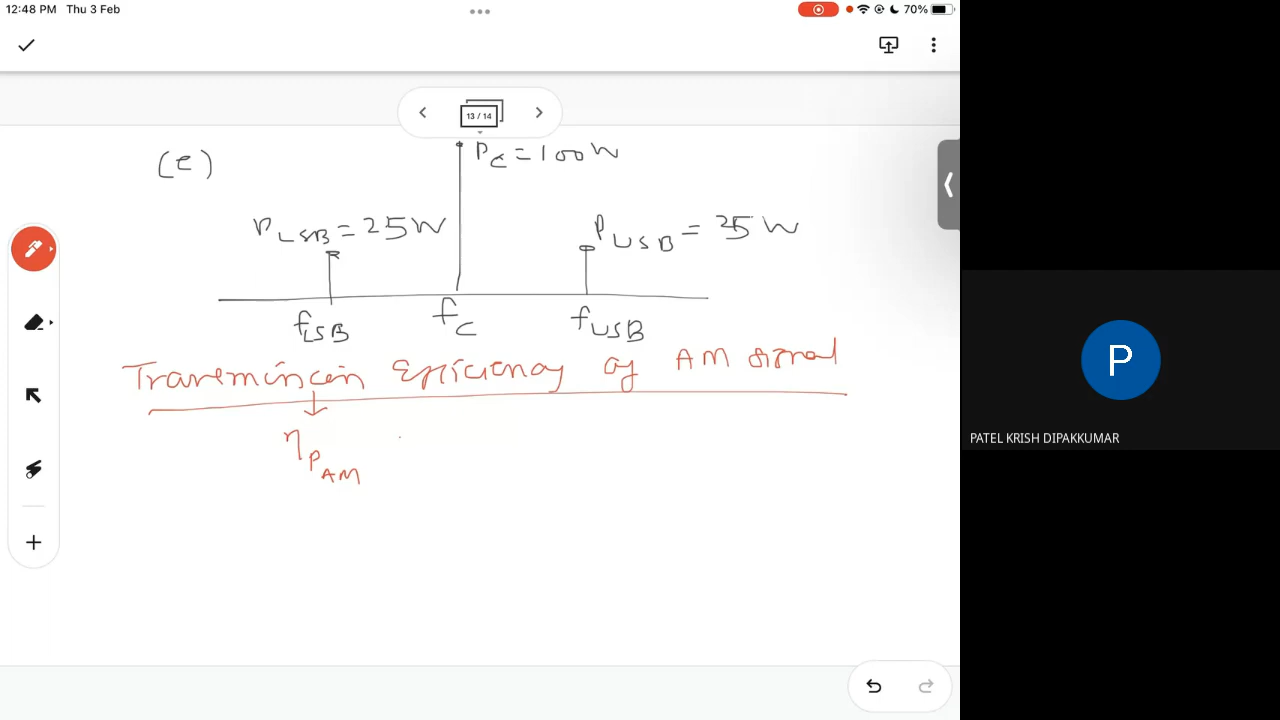 12:48 PM Thu 3 Feb
70%
13 / 14
(e)
PC = 100 W
PLSB = 25 W
PUSB = 25 W
fLSB
fC
fUSB
Transmission Efficiency of AM signal
ηPAM
P
PATEL KRISH DIPAKKUMAR